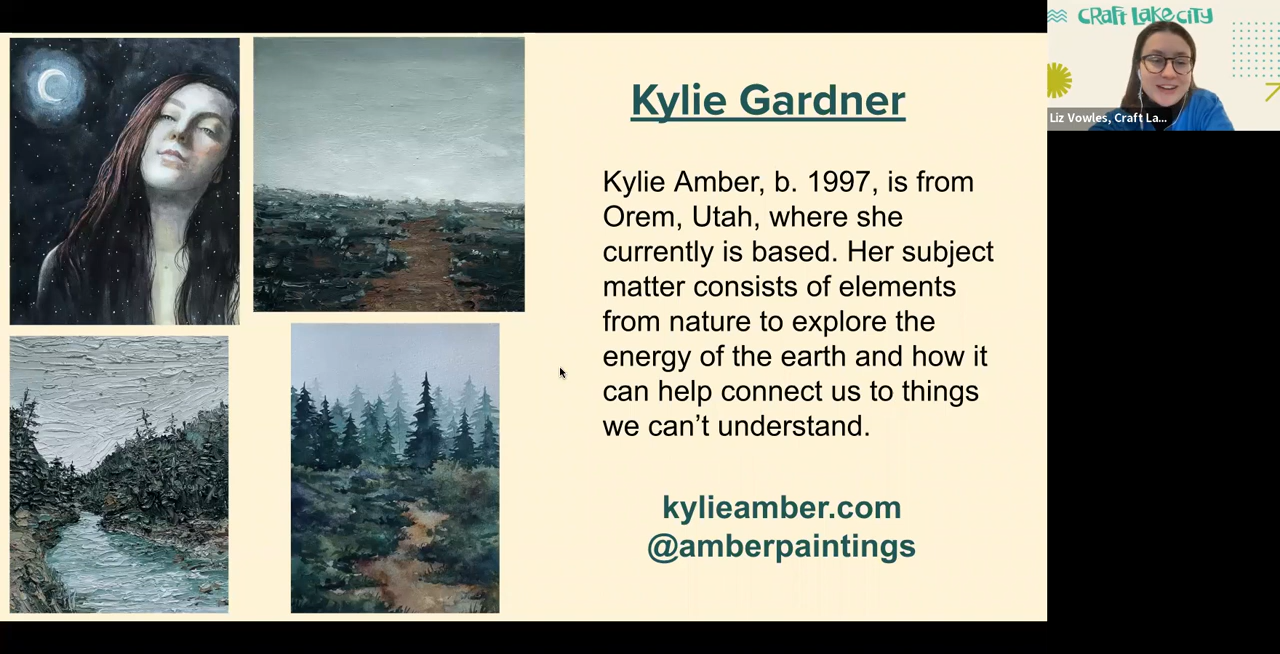 Kylie Gardner
Kylie Amber, b. 1997, is from
Orem, Utah, where she
currently is based. Her subject
matter consists of elements
from nature to explore the
energy of the earth and how it
can help connect us to things
we can’t understand.
kylieamber.com
@amberpaintings
CRAFT LAKE CITY
Liz Vowles, Craft La...